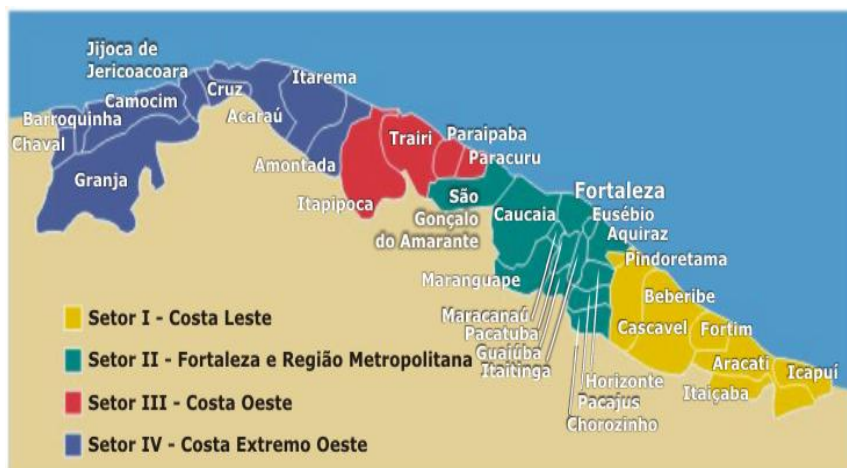 Jijoca de
Jericoacoara
Cruz
Itarema
Camocim
Barroquinha
Acaraú
Chaval
Granja
Amontada
Trairi
Paraipaba
Paracuru
Itapipoca
São
Gonçalo
do Amarante
Caucaia
Fortaleza
Eusébio
Aquiraz
Pindoretama
Maranguape
Beberibe
Maracanaú
Pacatuba
Guaiúba
Itaitinga
Cascavel
Fortim
Aracati
Icapuí
Itaiçaba
Horizonte
Pacajus
Chorozinho
Setor I - Costa Leste
Setor II - Fortaleza e Região Metropolitana
Setor III - Costa Oeste
Setor IV - Costa Extremo Oeste